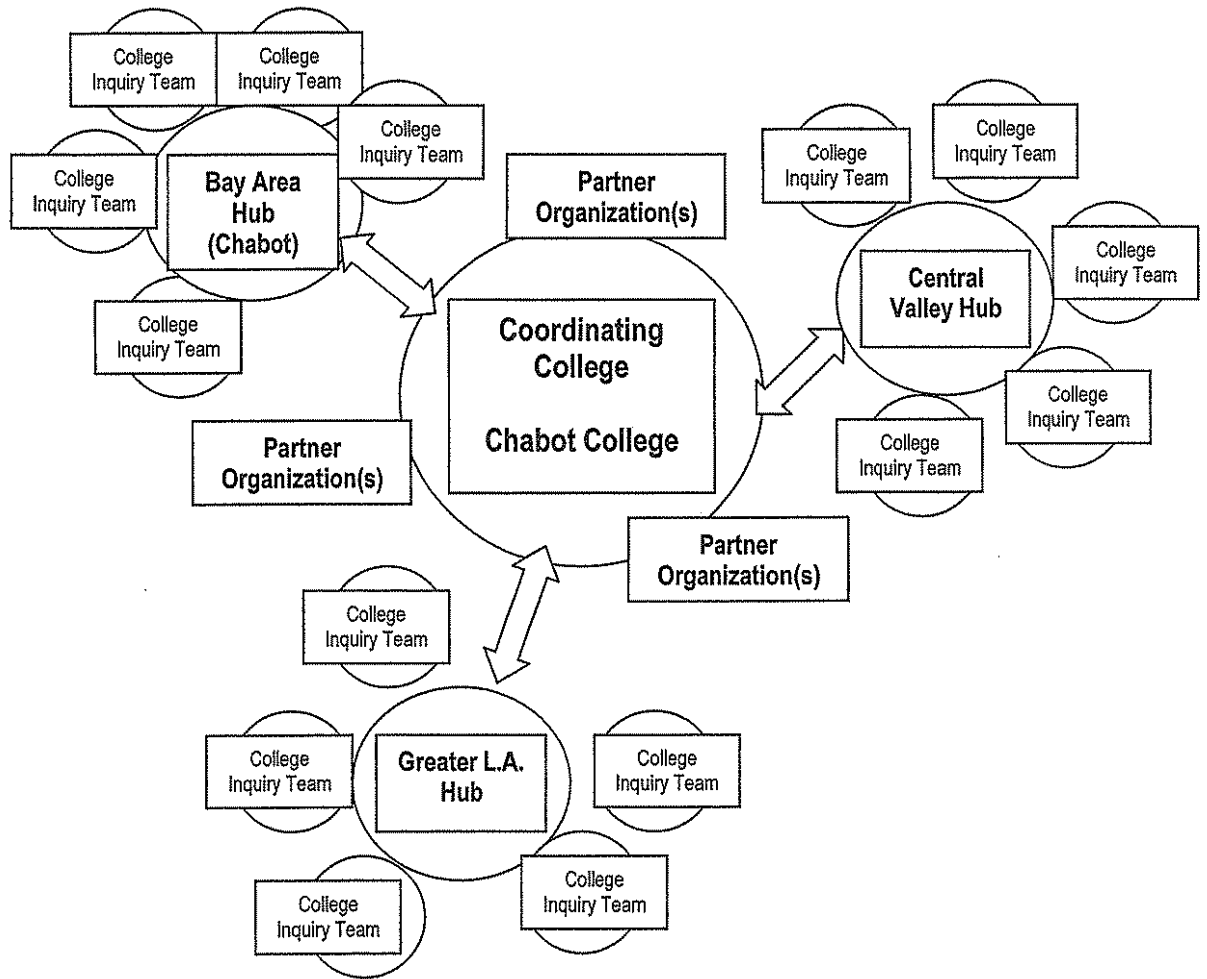 College
Inquiry Team
College
Inquiry Team
College
Inquiry Team
College
Inquiry Team
College
Inquiry Team
Bay Area
Hub
(Chabot)
Partner
Organization(s)
College
Inquiry Team
College
Inquiry Team
College
Inquiry Team
College
Inquiry Team
College
Inquiry Team
Central
Valley Hub
Coordinating
College
Chabot College
Partner
Organization(s)
Partner
Organization(s)
College
Inquiry Team
College
Inquiry Team
Greater L.A.
Hub
College
Inquiry Team
College
Inquiry Team
College
Inquiry Team